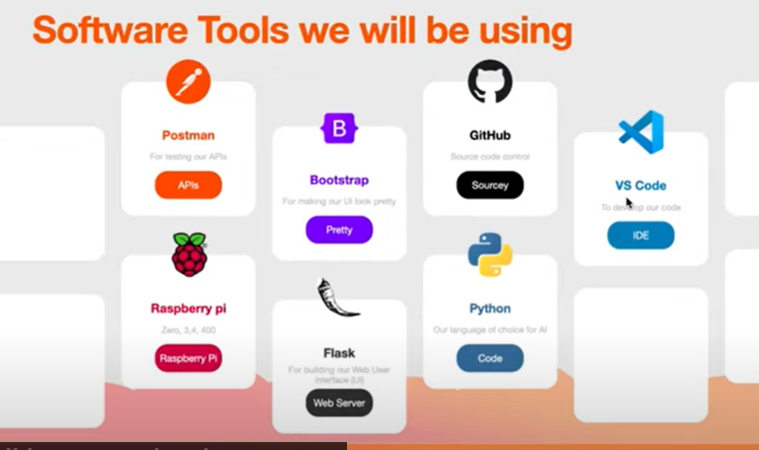 Software Tools we will be using
Postman
For testing our APIs
APIs
B
Bootstrap
For making our UI look pretty
Pretty
GitHub
Source code control
Sourcey
VS Code
To develop our code
IDE
Raspberry pi
Zero, 3,4, 400
Raspberry Pi
Flask
For building our Web User
interface (UI)
Web Server
Python
Our language of choice for AI
Code